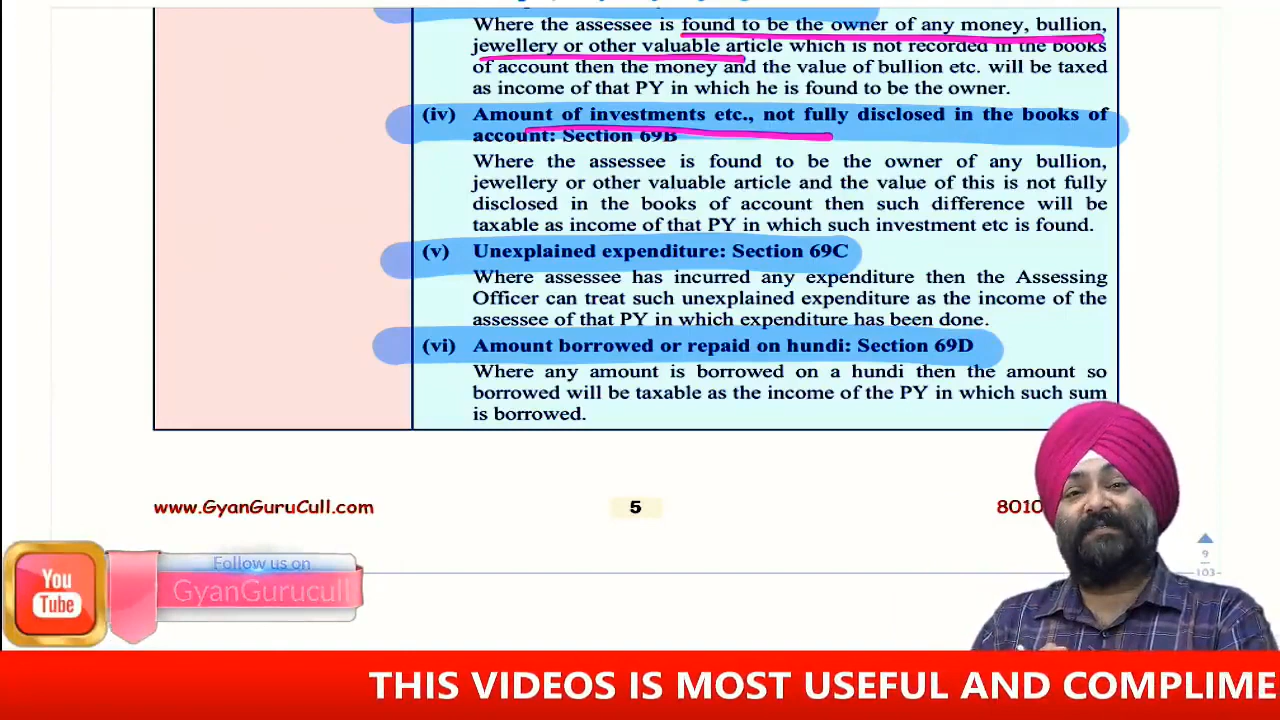 Where the assessee is found to be the owner of any money, bullion,
jewellery or other valuable article which is not recorded in the books
of account then the money and the value of bullion etc. will be taxed
as income of that PY in which he is found to be the owner.
(iv) Amount of investments etc., not fully disclosed in the books of
account: Section 69B
Where the assessee is found to be the owner of any bullion,
jewellery or other valuable article and the value of this is not fully
disclosed in the books of account then such difference will be
taxable as income of that PY in which such investment etc is found.
(v) Unexplained expenditure: Section 69C
Where assessee has incurred any expenditure then the Assessing
Officer can treat such unexplained expenditure as the income of the
assessee of that PY in which expenditure has been done.
(vi) Amount borrowed or repaid on hundi: Section 69D
Where any amount is borrowed on a hundi then the amount so
borrowed will be taxable as the income of the PY in which such sum
is borrowed.
www.GyanGuruCull.com 5 8010
9
103
You
Tube
Follow us on
GyanGurucull
THIS VIDEOS IS MOST USEFUL AND COMPLIME